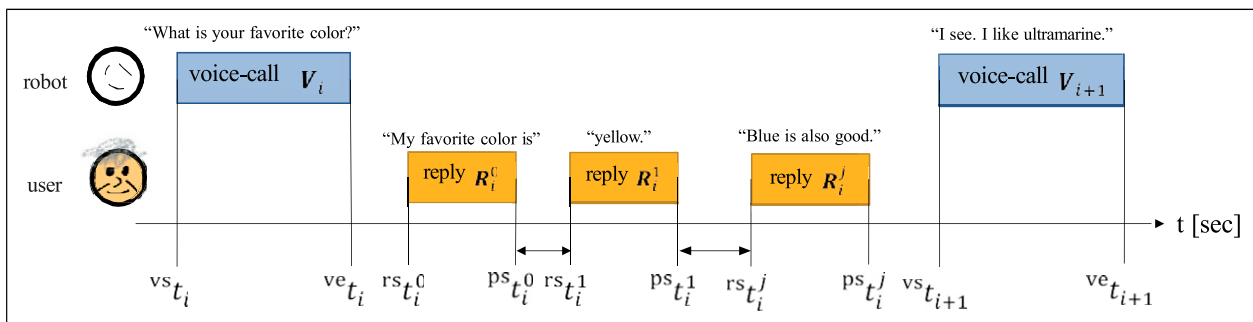 “What is your favorite color?” “I see. I like ultramarine.”
robot voice-call V_i voice-call V_{i+1}
“My favorite color is” “yellow.” “Blue is also good.”
user reply R_i^0 reply R_i^1 reply R_i^j
t [sec]
^{vs}t_i ^{ve}t_i ^{rs}t_i^0 ^{ps}t_i^0 ^{rs}t_i^1 ^{ps}t_i^1 ^{rs}t_i^j ^{ps}t_i^j ^{vs}t_{i+1} ^{ve}t_{i+1}